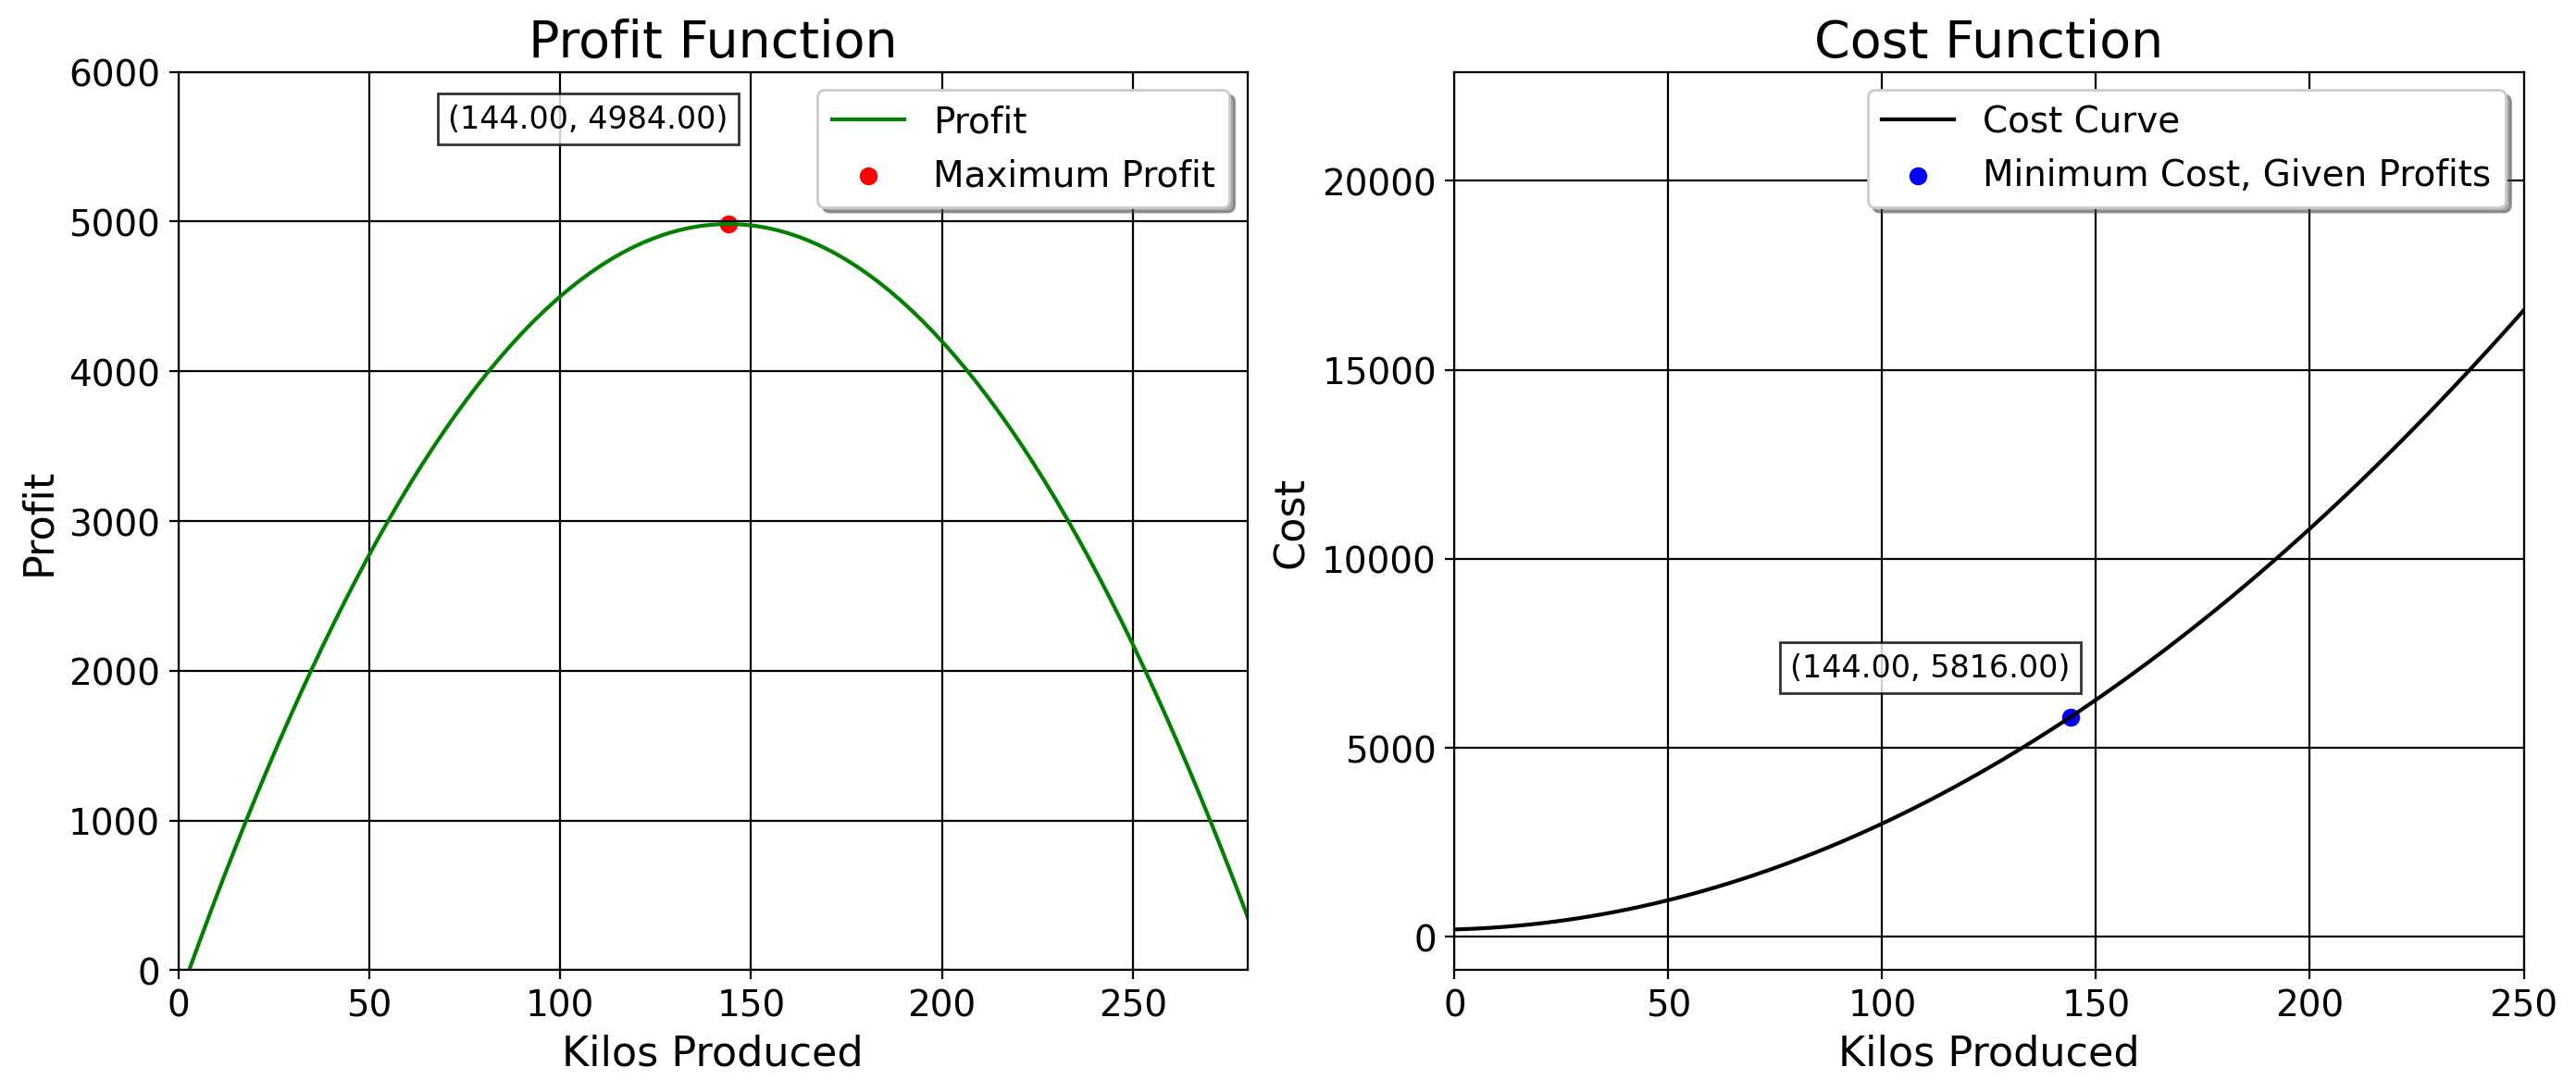 Profit Function
6000
5000
4000
3000
2000
1000
0
Profit
(144.00, 4984.00)
Profit
Maximum Profit
0 50 100 150 200 250
Kilos Produced
Cost Function
20000
15000
10000
5000
0
Cost
Cost Curve
Minimum Cost, Given Profits
(144.00, 5816.00)
0 50 100 150 200 250
Kilos Produced